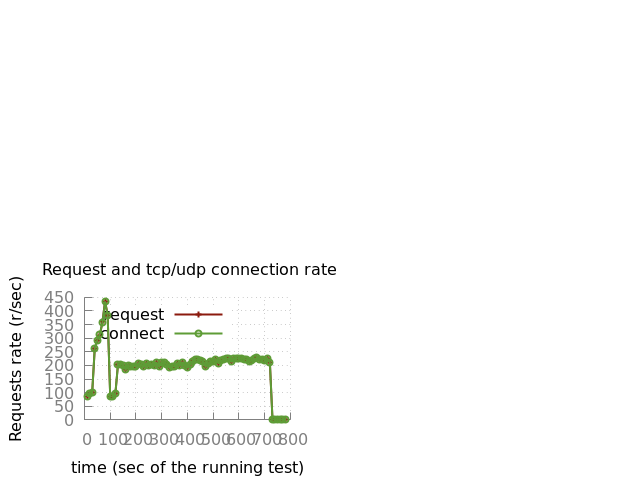 Request and tcp/udp connection rate
Requests rate (r/sec)
450
400
350
300
250
200
150
100
50
0
request
connect
0 100 200 300 400 500 600 700 800
time (sec of the running test)